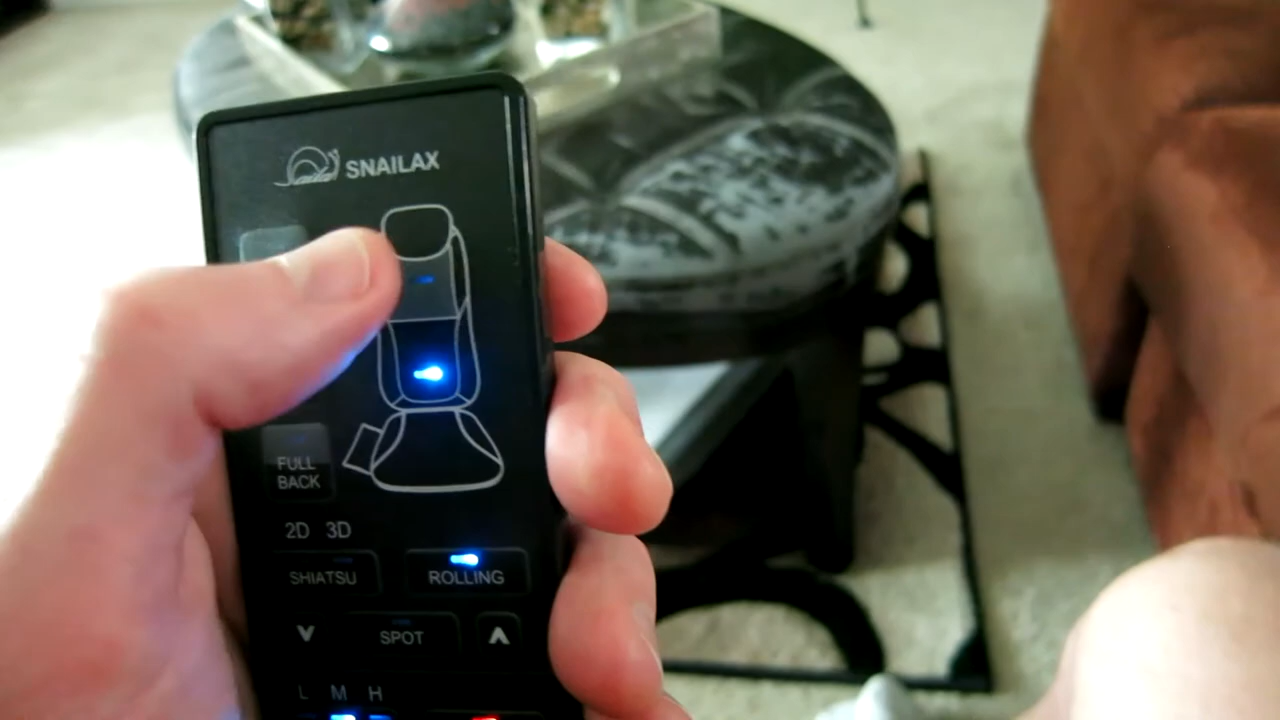 SNAILAX
FULL
BACK
2D 3D
SHIATSU
ROLLING
SPOT
L M H